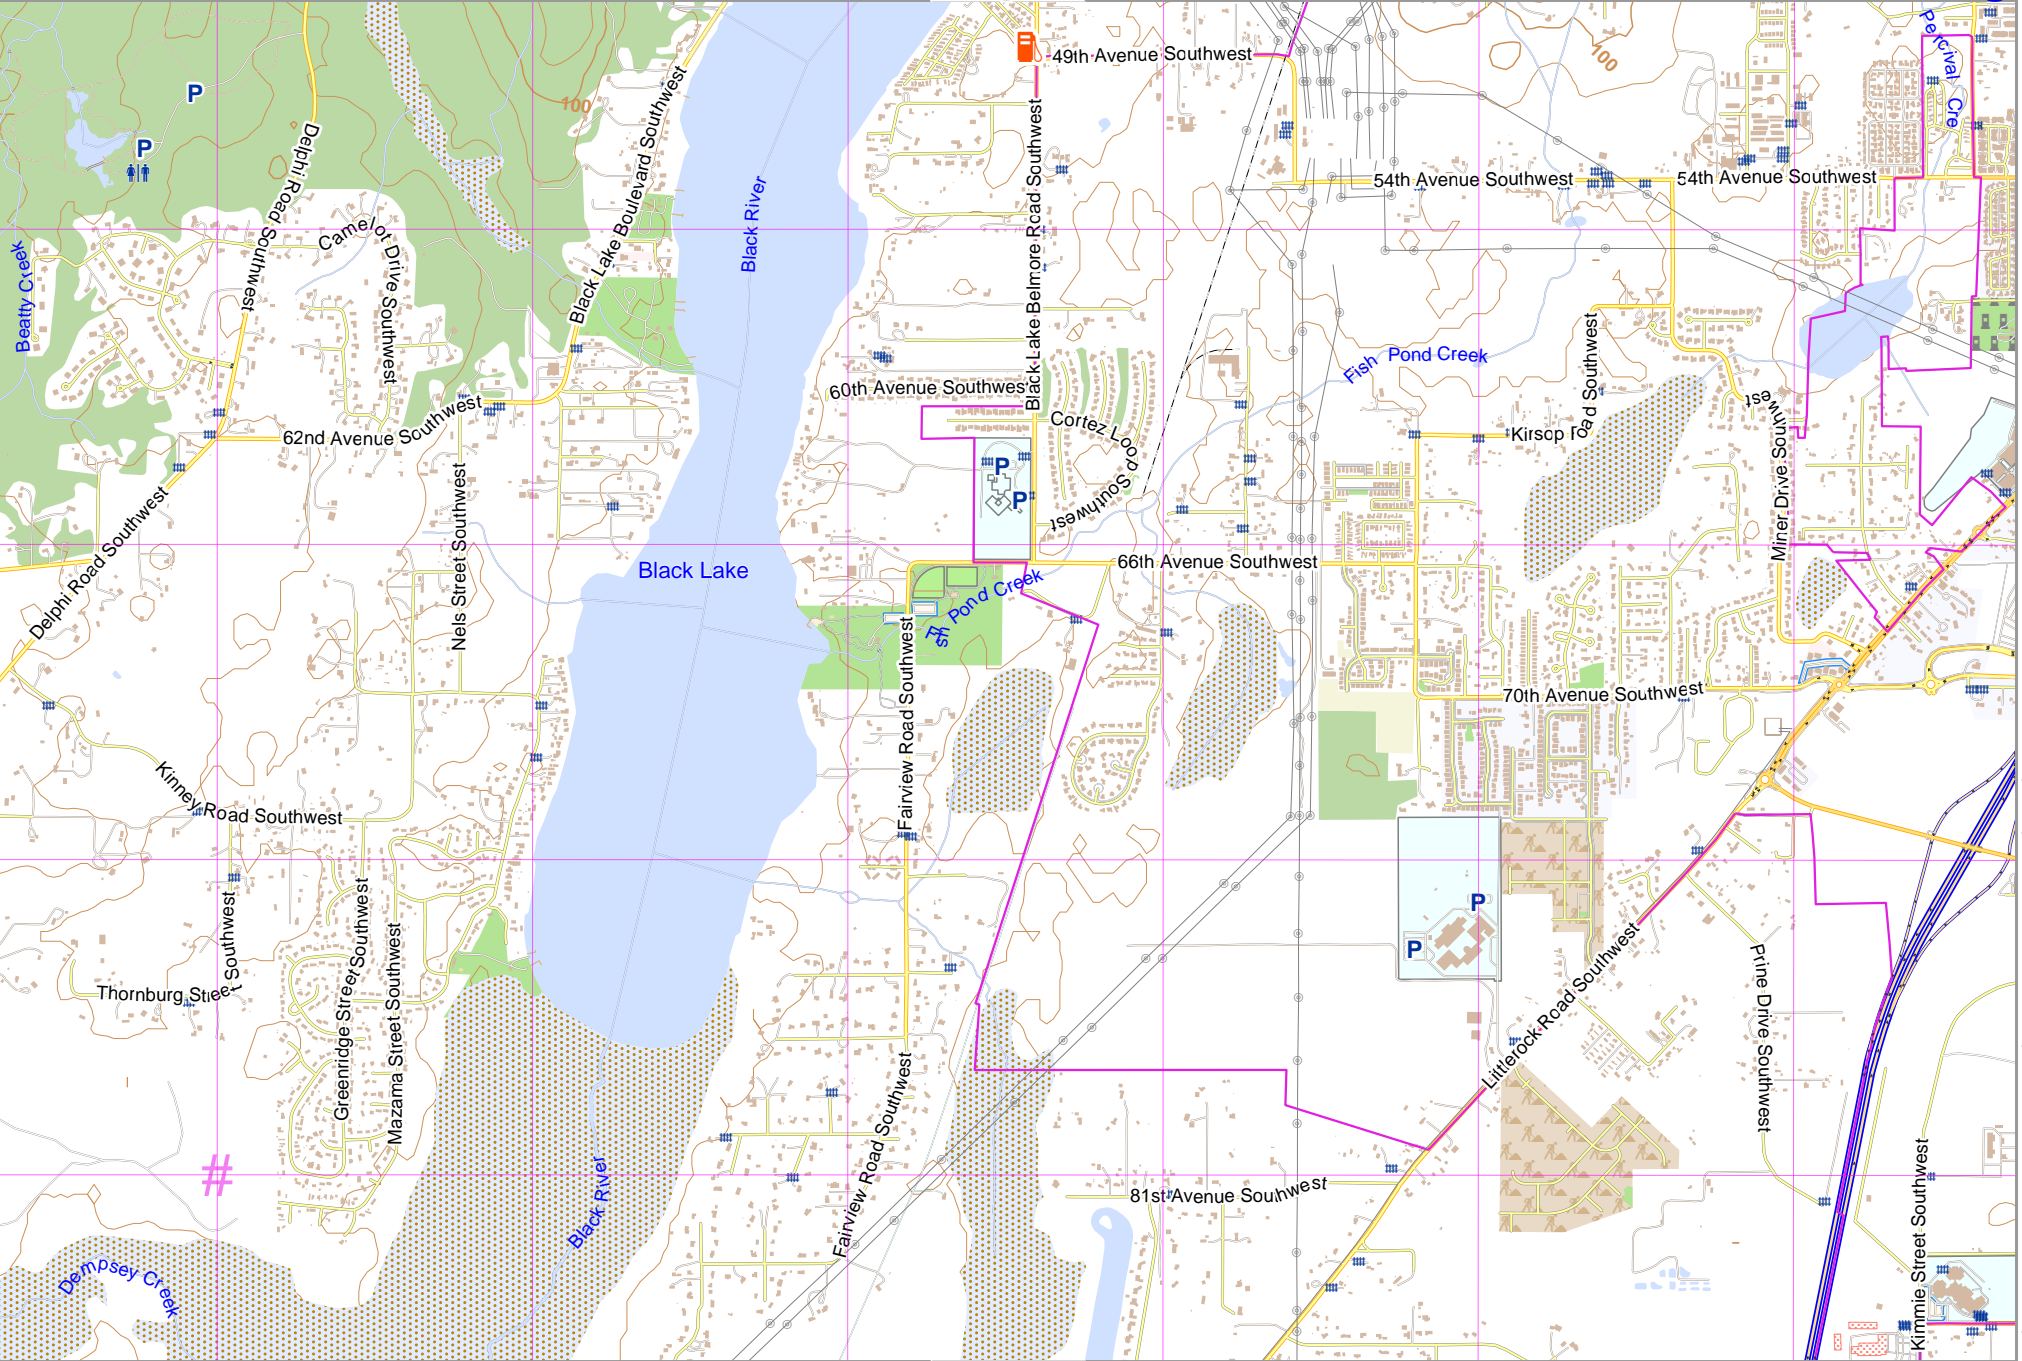 49th Avenue Southwest
100
100
Percival Cre
P
P
Delphi Road Southwest
Black Lake Boulevard Southwest
Black Lake-Belmore Road Southwest
54th Avenue Southwest
54th Avenue Southwest
Black River
Camelot Drive Southwest
Beatty Creek
Fish Pond Creek
60th Avenue Southwest
Cortez Loop Southwest
Kirsop Road Southwest
62nd Avenue Southwest
Miner Drive Southwest
P
P
Delphi Road Southwest
Nels Street Southwest
Black Lake
66th Avenue Southwest
Fish Pond Creek
Fairview Road Southwest
70th Avenue Southwest
Kinney Road Southwest
P
P
Thornburg Street Southwest
Greenridge Street Southwest
Mazama Street Southwest
Littlerock Road Southwest
Prine Drive Southwest
Fairview Road Southwest
#
Black River
81st Avenue Southwest
Dempsey Creek
Kimmie Street Southwest